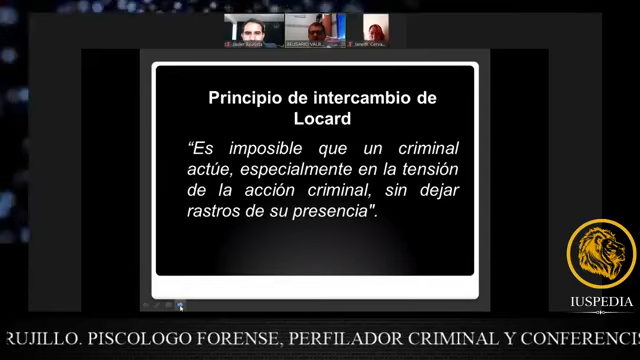 Principio de intercambio de
Locard
“Es imposible que un criminal
actúe, especialmente en la tensión
de la acción criminal, sin dejar
rastros de su presencia".
IUSPEDIA
RUJILLO. PISCOLOGO FORENSE, PERFILADOR CRIMINAL Y CONFERENCIS